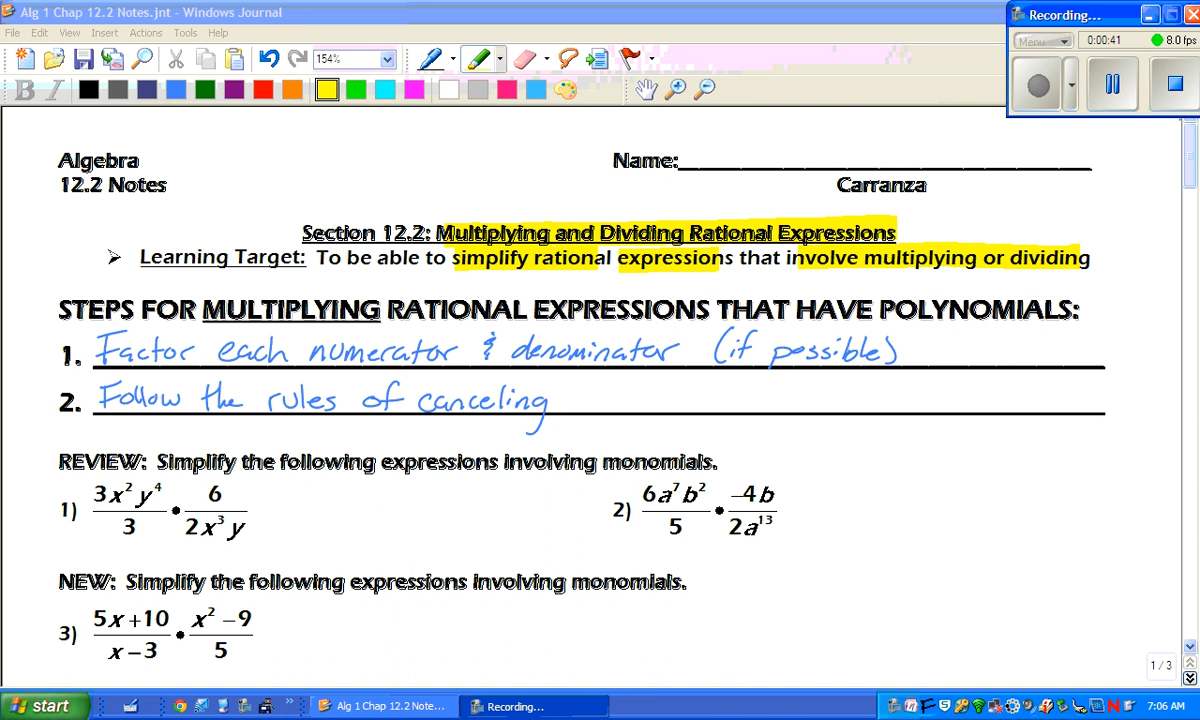 Alg 1 Chap 12.2 Notes.jnt - Windows Journal
Recording...
File Edit View Insert Actions Tools Help
Menu 0:00:41 8.0 fps
154%
B I
Algebra Name:
12.2 Notes Carranza
Section 12.2: Multiplying and Dividing Rational Expressions
➢ Learning Target: To be able to simplify rational expressions that involve multiplying or dividing
STEPS FOR MULTIPLYING RATIONAL EXPRESSIONS THAT HAVE POLYNOMIALS:
1. Factor each numerator & denominator (if possible)
2. Follow the rules of canceling
REVIEW: Simplify the following expressions involving monomials.
1) 3x²y⁴/3 • 6/2x³y 2) 6a⁷b²/5 • -4b/2a¹³
NEW: Simplify the following expressions involving monomials.
3) 5x+10/x-3 • x²-9/5
1 / 3
start Alg 1 Chap 12.2 Note... Recording... 7:06 AM